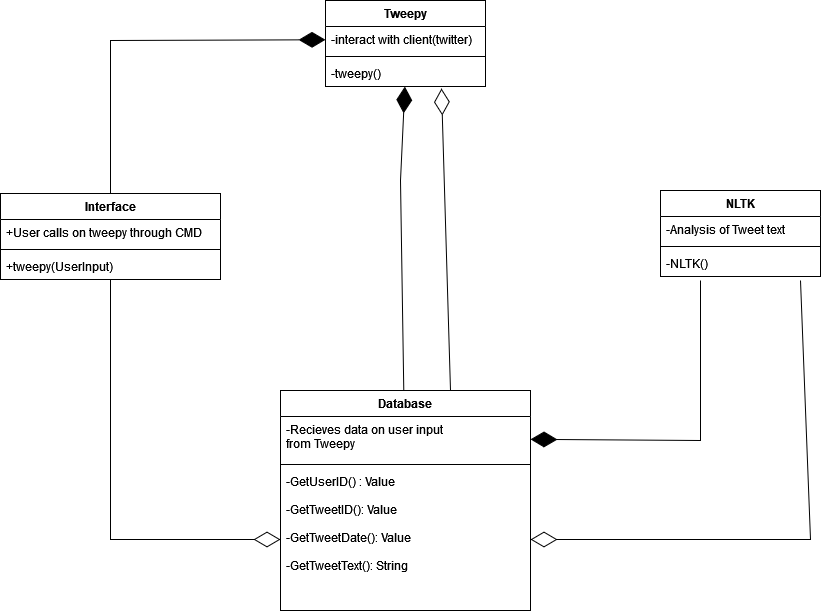 Tweepy
-interact with client(twitter)
-tweepy()
Interface
+User calls on tweepy through CMD
+tweepy(UserInput)
NLTK
-Analysis of Tweet text
-NLTK()
Database
-Recieves data on user input
from Tweepy
-GetUserID() : Value
-GetTweetID(): Value
-GetTweetDate(): Value
-GetTweetText(): String